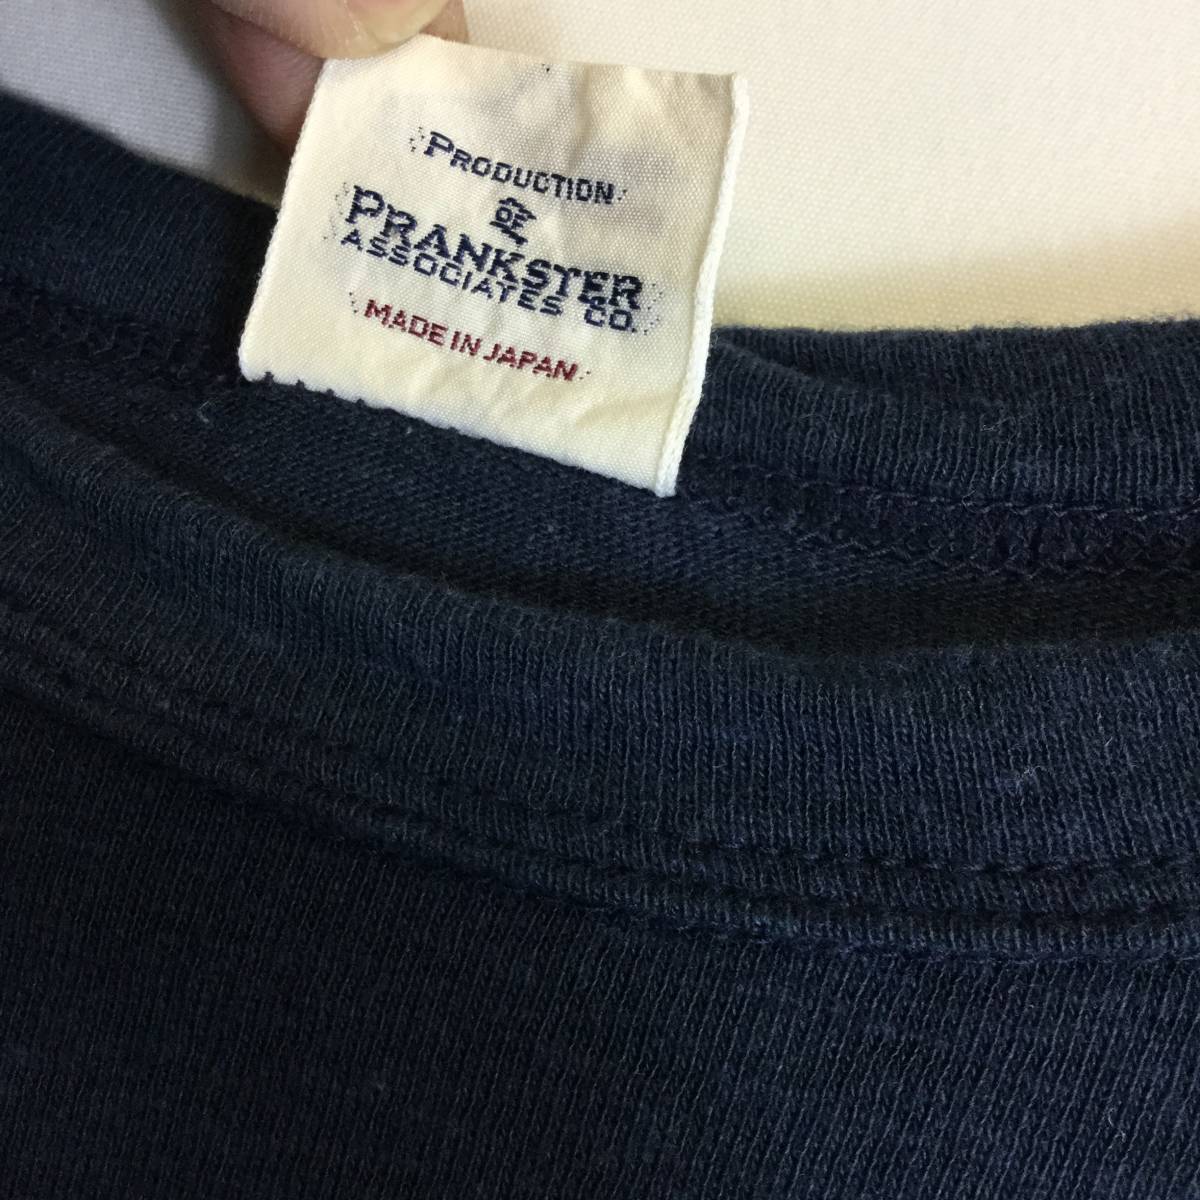 PRODUCTION
OF
PRANKSTER
ASSOCIATES CO.
MADE IN JAPAN